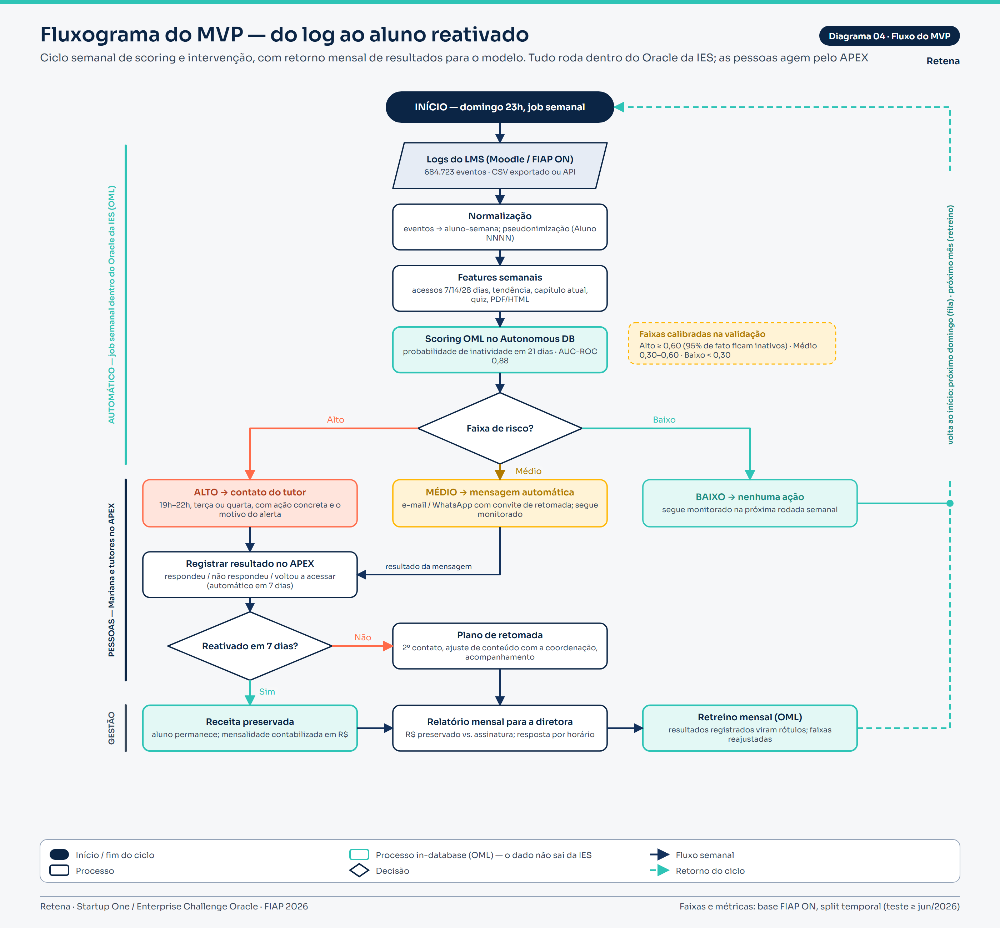 Fluxograma do MVP — do log ao aluno reativado
Diagrama 04 · Fluxo do MVP
Ciclo semanal de scoring e intervenção, com retorno mensal de resultados para o modelo. Tudo roda dentro do Oracle da IES; as pessoas agem pelo APEX
Retena
INÍCIO — domingo 23h, job semanal
Logs do LMS (Moodle / FIAP ON)
684.723 eventos · CSV exportado ou API
Normalização
eventos → aluno-semana; pseudonimização (Aluno
NNNN)
Features semanais
acessos 7/14/28 dias, tendência, capítulo atual,
quiz, PDF/HTML
Scoring OML no Autonomous DB
probabilidade de inatividade em 21 dias · AUC-ROC
0,88
Faixas calibradas na validação
Alto ≥ 0,60 (95% de fato ficam inativos) · Médio
0,30–0,60 · Baixo < 0,30
AUTOMÁTICO — job semanal dentro do Oracle da IES (OML)
volta ao início: próximo domingo (fila) · próximo mês (retreino)
Faixa de risco?
Alto
Baixo
Médio
ALTO → contato do tutor
19h–22h, terça ou quarta, com ação concreta e o
motivo do alerta
MÉDIO → mensagem automática
e-mail / WhatsApp com convite de retomada; segue
monitorado
BAIXO → nenhuma ação
segue monitorado na próxima rodada semanal
PESSOAS — Mariana e tutores no APEX
Registrar resultado no APEX
respondeu / não respondeu / voltou a acessar
(automático em 7 dias)
resultado da mensagem
Reativado em 7 dias?
Não
Plano de retomada
2º contato, ajuste de conteúdo com a coordenação,
acompanhamento
Sim
GESTÃO
Receita preservada
aluno permanece; mensalidade contabilizada em R$
Relatório mensal para a diretora
R$ preservado vs. assinatura; resposta por horário
Retreino mensal (OML)
resultados registrados viram rótulos; faixas
reajustadas
Início / fim do ciclo
Processo in-database (OML) — o dado não sai da IES
Fluxo semanal
Processo
Decisão
Retorno do ciclo
Retena · Startup One / Enterprise Challenge Oracle · FIAP 2026
Faixas e métricas: base FIAP ON, split temporal (teste ≥ jun/2026)